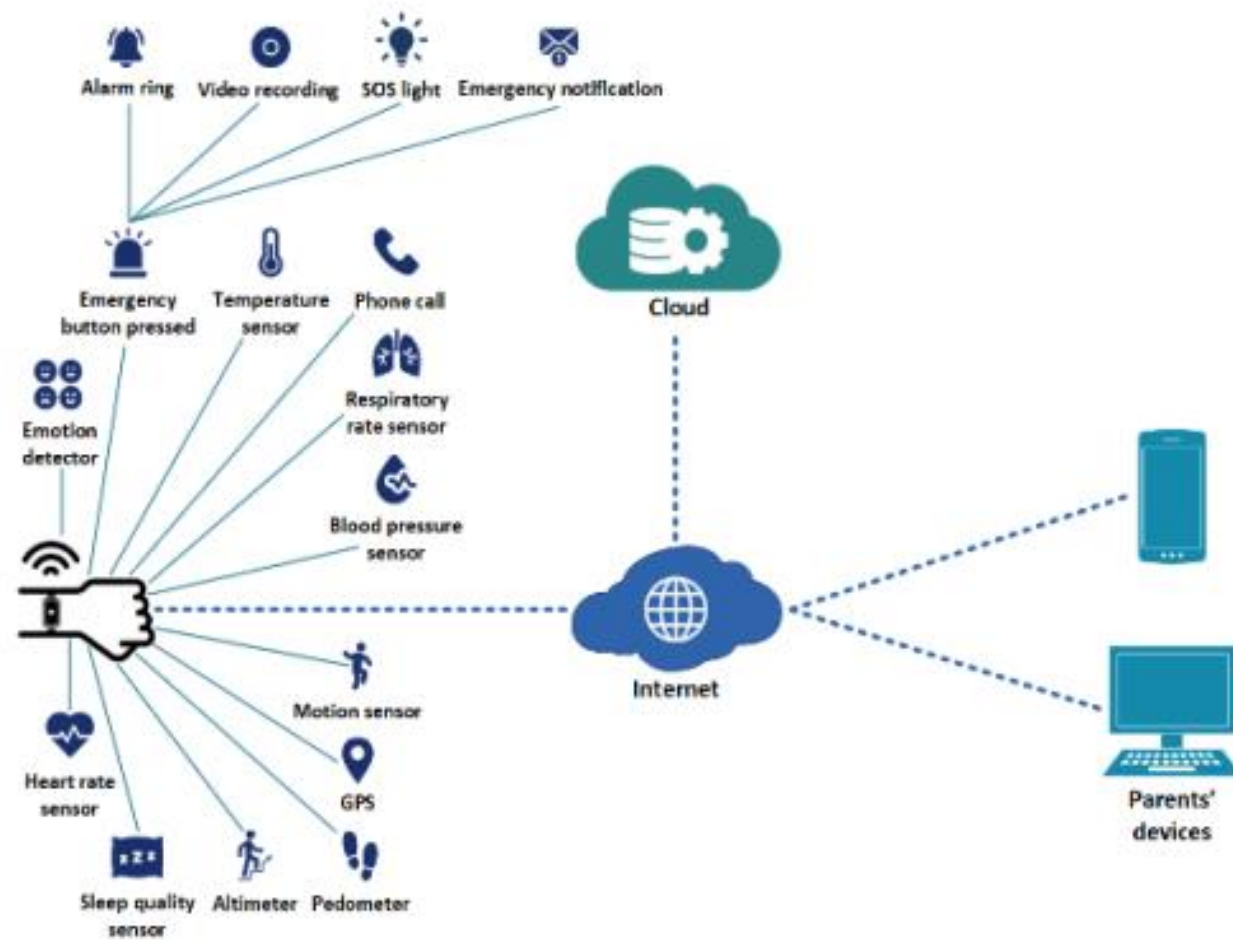 Alarm ring
Video recording
SOS light
Emergency notification
Emergency
button pressed
Temperature
sensor
Phone call
Cloud
Emotion
detector
Respiratory
rate sensor
Blood pressure
sensor
Internet
Motion sensor
Heart rate
sensor
GPS
Parents'
devices
zzz
Sleep quality
sensor
Altimeter
Pedometer